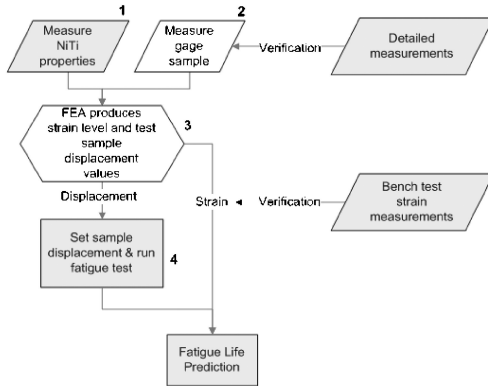 1
2
Measure
NiTi
properties
Measure
gage
sample
Verification
Detailed
measurements
FEA produces
strain level and test
sample
displacement
values
3
Displacement
Strain
Verification
Bench test
strain
measurements
Set sample
displacement & run
fatigue test
4
Fatigue Life
Prediction